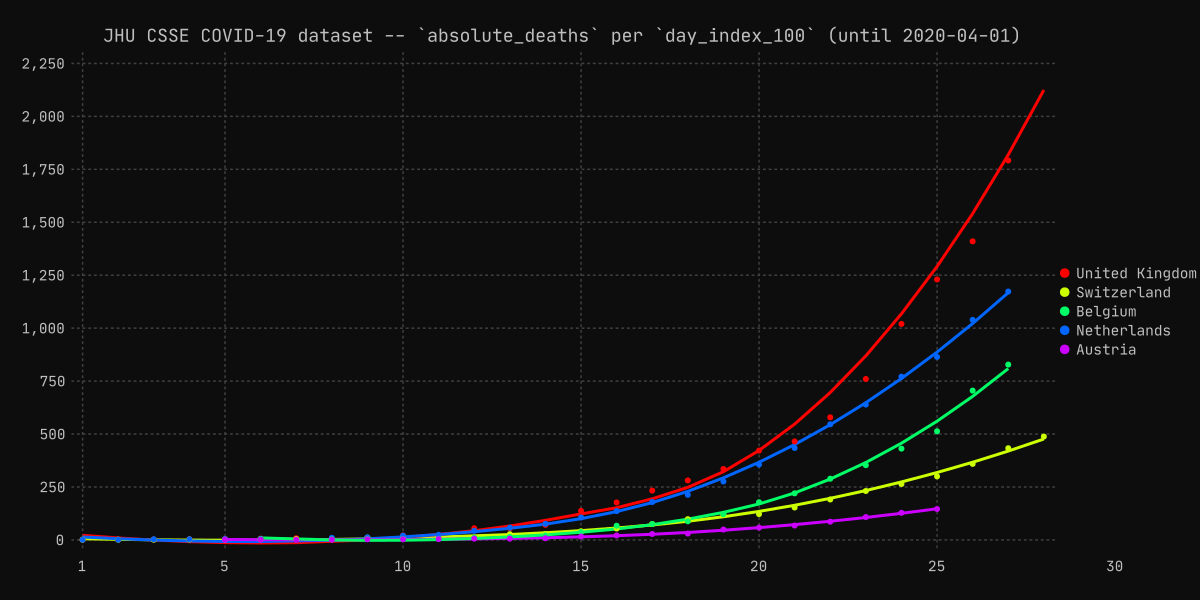 JHU CSSE COVID-19 dataset -- `absolute_deaths` per `day_index_100` (until 2020-04-01)
2,250
2,000
1,750
1,500
1,250
1,000
750
500
250
0
1 5 10 15 20 25 30
United Kingdom
Switzerland
Belgium
Netherlands
Austria